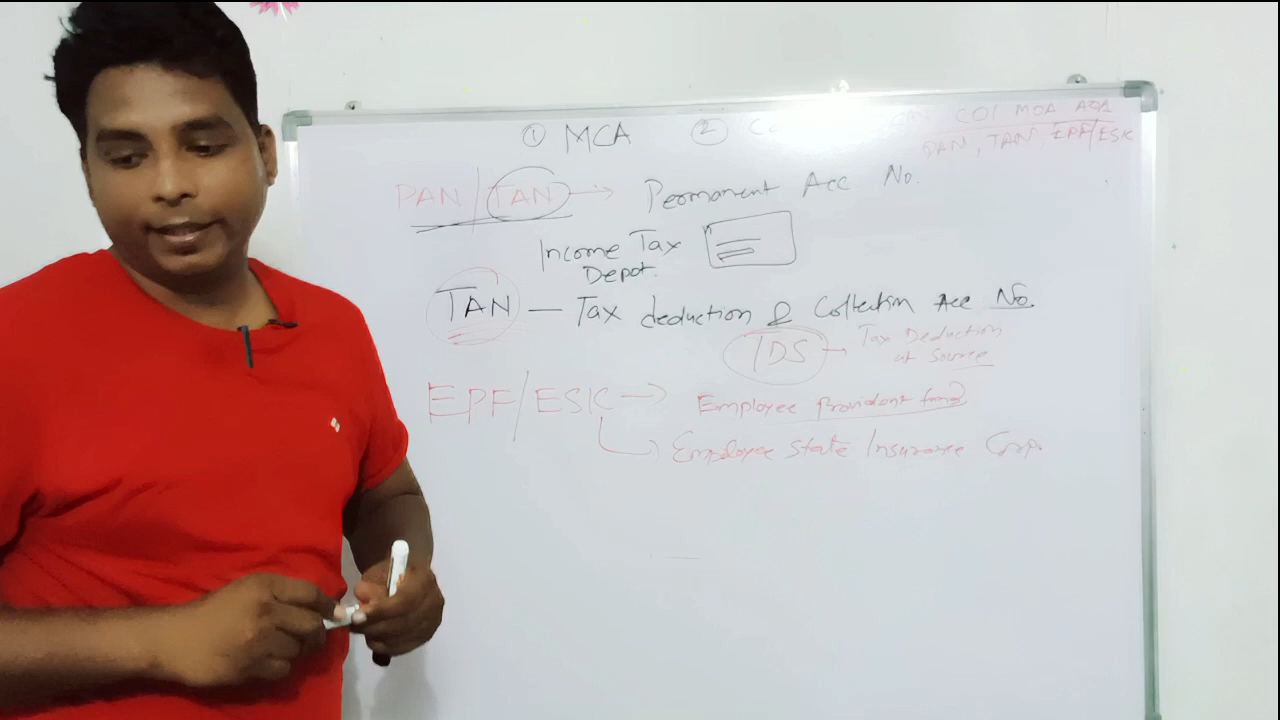 ① MCA ② COI MOA AOA
PAN, TAN, EPF/ESIC
PAN / TAN → Permanent Acc No.
Income Tax
Depot.
TAN — Tax deduction & Collection Acc No.
TDS → Tax Deduction
at Source
EPF/ESIC → Employee Provident fund
Employee State Insurance Corp.